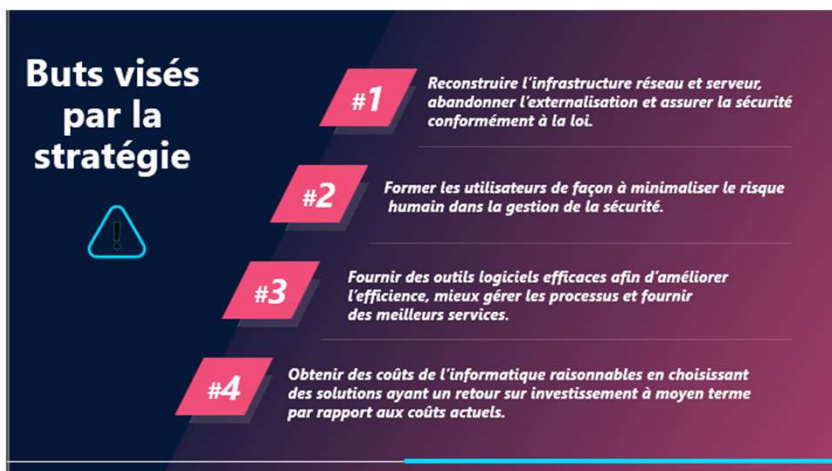 Buts visés
par la
stratégie
#1
Reconstruire l'infrastructure réseau et serveur,
abandonner l'externalisation et assurer la sécurité
conformément à la loi.
#2
Former les utilisateurs de façon à minimaliser le risque
humain dans la gestion de la sécurité.
#3
Fournir des outils logiciels efficaces afin d'améliorer
l'efficience, mieux gérer les processus et fournir
des meilleurs services.
#4
Obtenir des coûts de l'informatique raisonnables en choisissant
des solutions ayant un retour sur investissement à moyen terme
par rapport aux coûts actuels.